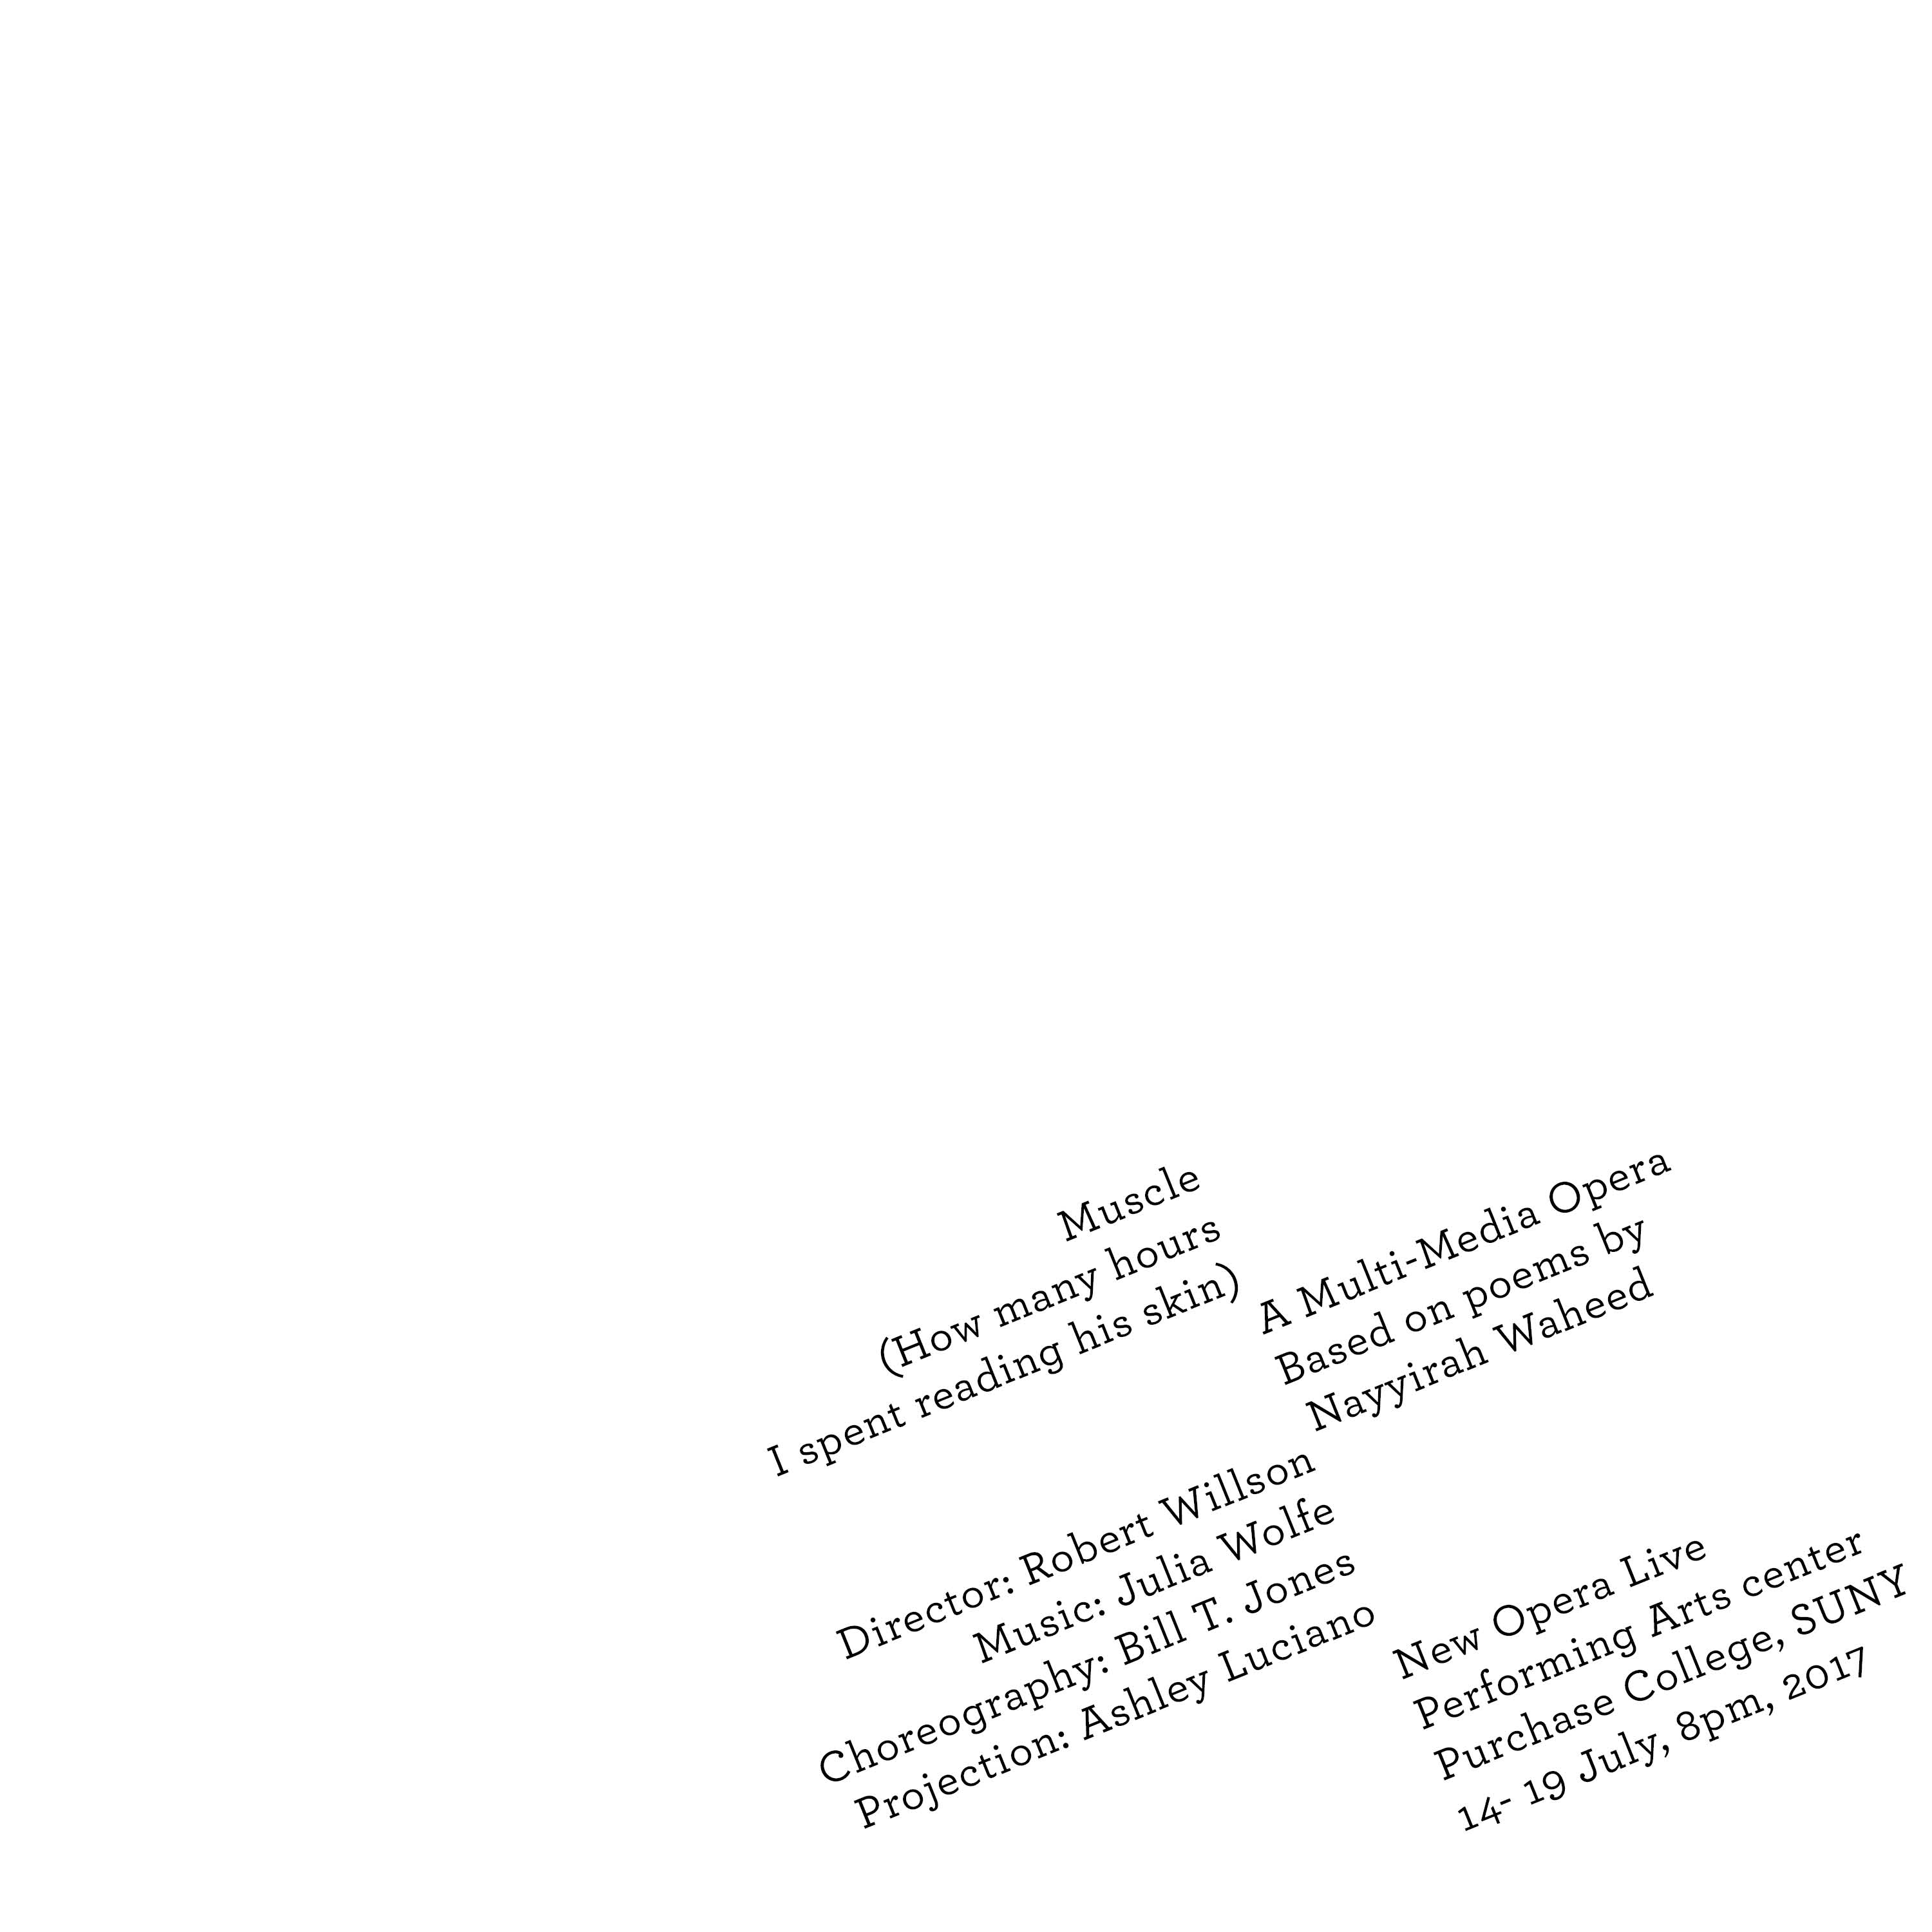 Muscle
(How many hours
I spent reading his skin)
A Multi-Media Opera
Based on poems by
Nayyirah Waheed
Director: Robert Willson
Music: Julia Wolfe
Choreography: Bill T. Jones
Projection: Ashley Luciano
New Opera Live
Performing Arts center
Purchase College, SUNY
14- 19 July, 8pm, 2017